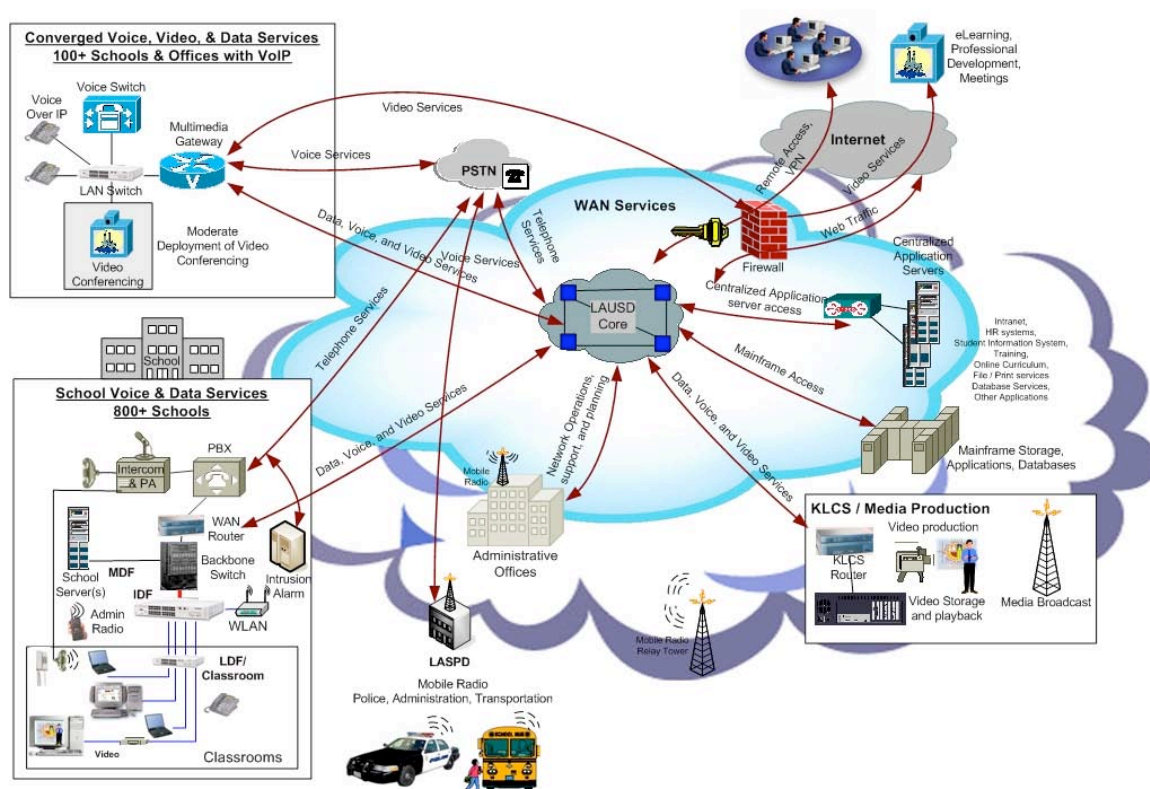 Converged Voice, Video, & Data Services
100+ Schools & Offices with VoIP
Voice
Over IP
Voice Switch
Multimedia
Gateway
LAN Switch
Video
Conferencing
Moderate
Deployment of Video
Conferencing
Video Services
Voice Services
PSTN
Data, Voice, and Video Services
Voice Services
Telephone
Services
Telephone Services
eLearning,
Professional
Development,
Meetings
Internet
Remote Access,
VPN
Video Services
Web Traffic
WAN Services
Firewall
Centralized
Application
Servers
Centralized Application
server access
LAUSD
Core
Intranet,
HR systems,
Student Information System,
Training,
Online Curriculum,
File / Print services
Database Services,
Other Applications
Mainframe Access
Mainframe Storage,
Applications, Databases
Data, Voice, and Video Services
Network Operations,
support, and planning
Data, Voice, and Video Services
School
School Voice & Data Services
800+ Schools
PBX
Intercom
& PA
WAN
Router
Backbone
Switch
Intrusion
Alarm
MDF
School
Server(s)
IDF
Admin
Radio
WLAN
LDF/
Classroom
Video
Classrooms
Mobile
Radio
Administrative
Offices
LASPD
Mobile Radio
Police, Administration, Transportation
SCHOOL BUS
Mobile Radio
Relay Tower
KLCS / Media Production
Video production
KLCS
Router
Video Storage
and playback
Media Broadcast